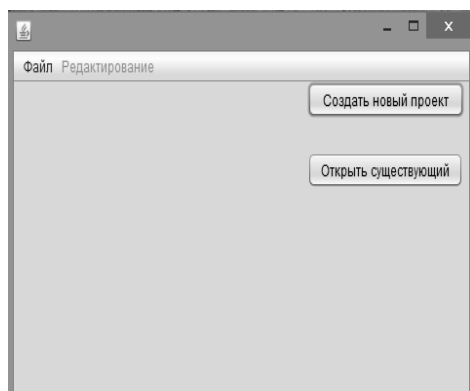 Файл Редактирование
Создать новый проект
Открыть существующий